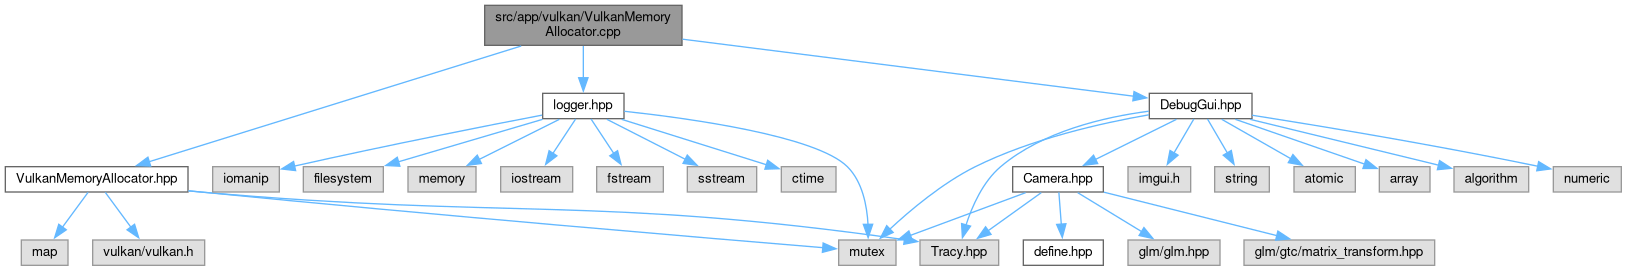 src/app/vulkan/VulkanMemory
Allocator.cpp
logger.hpp
DebugGui.hpp
VulkanMemoryAllocator.hpp
iomanip
filesystem
memory
iostream
fstream
sstream
ctime
Camera.hpp
imgui.h
string
atomic
array
algorithm
numeric
map
vulkan/vulkan.h
mutex
Tracy.hpp
define.hpp
glm/glm.hpp
glm/gtc/matrix_transform.hpp